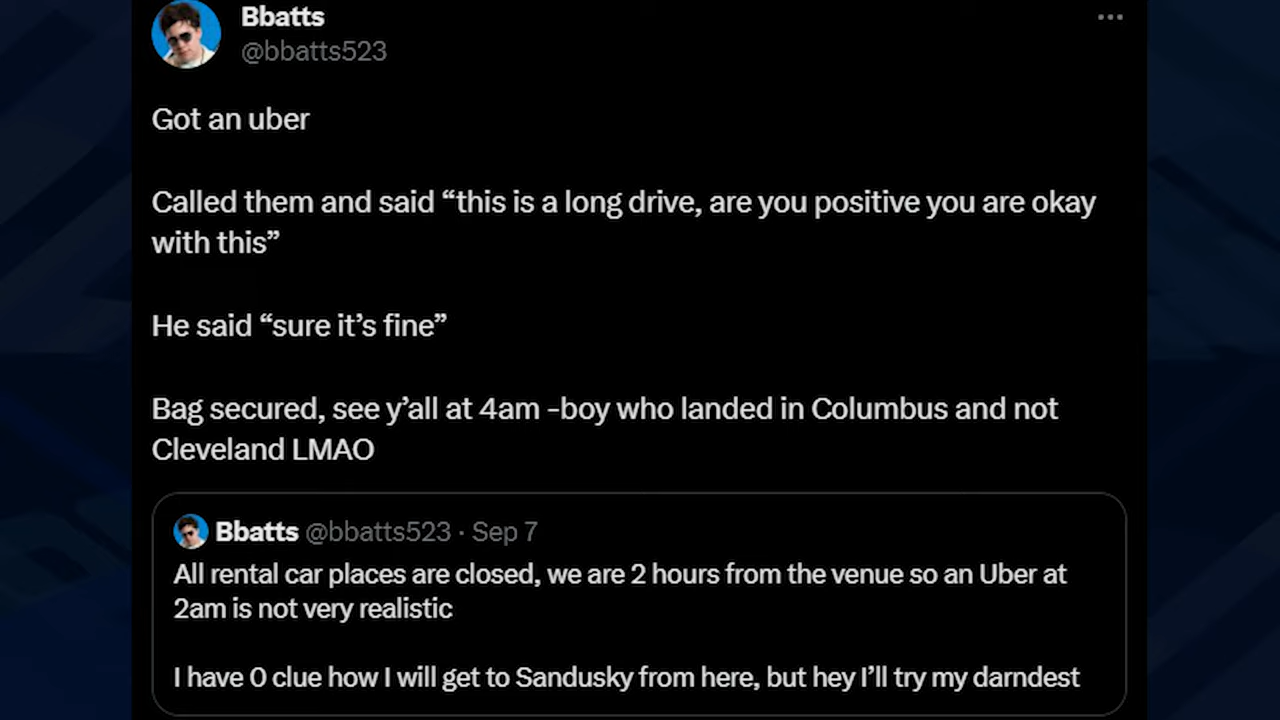 Bbatts
@bbatts523
Got an uber
Called them and said “this is a long drive, are you positive you are okay
with this”
He said “sure it’s fine”
Bag secured, see y’all at 4am -boy who landed in Columbus and not
Cleveland LMAO
Bbatts @bbatts523 · Sep 7
All rental car places are closed, we are 2 hours from the venue so an Uber at
2am is not very realistic
I have 0 clue how I will get to Sandusky from here, but hey I’ll try my darndest